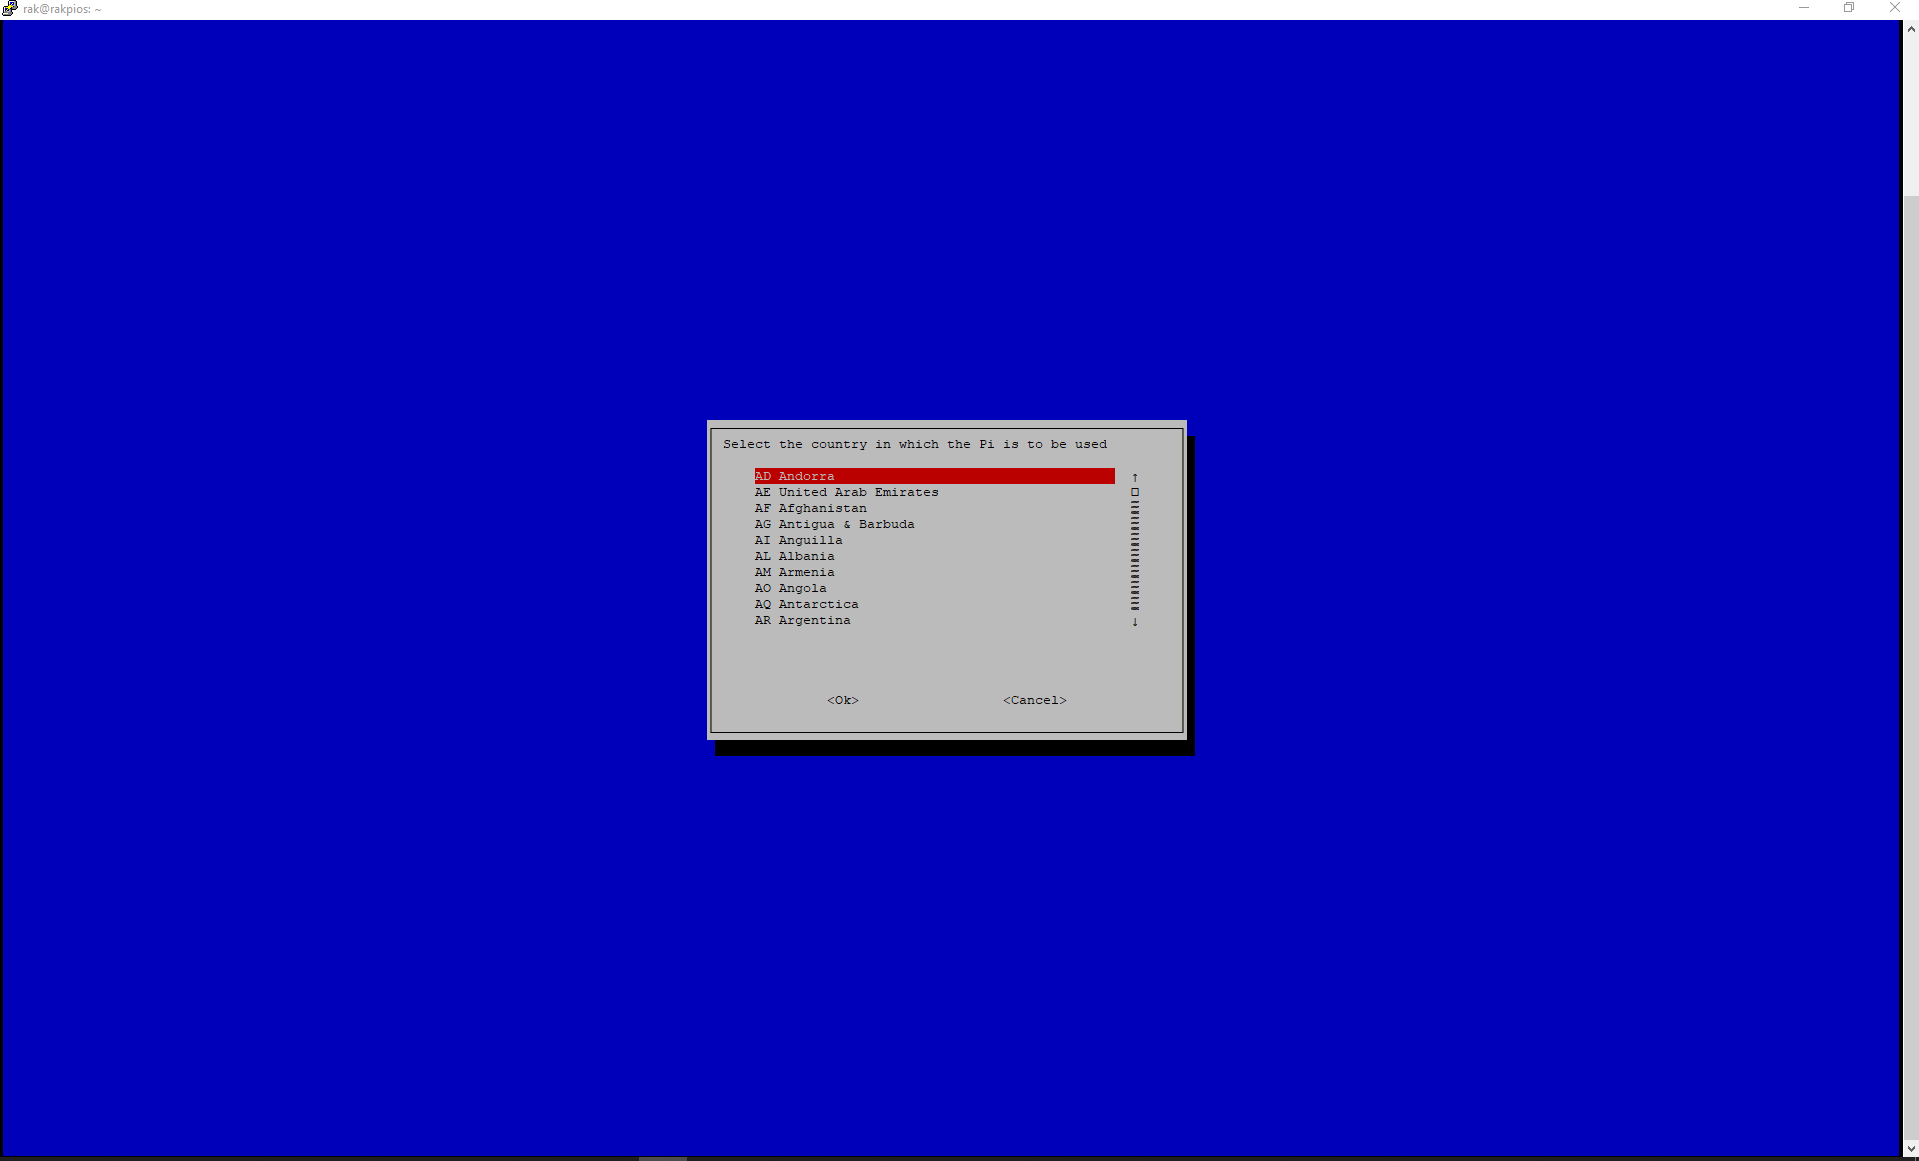 rak@rakpios: ~
Select the country in which the Pi is to be used
AD Andorra
AE United Arab Emirates
AF Afghanistan
AG Antigua & Barbuda
AI Anguilla
AL Albania
AM Armenia
AO Angola
AQ Antarctica
AR Argentina
<Ok> <Cancel>